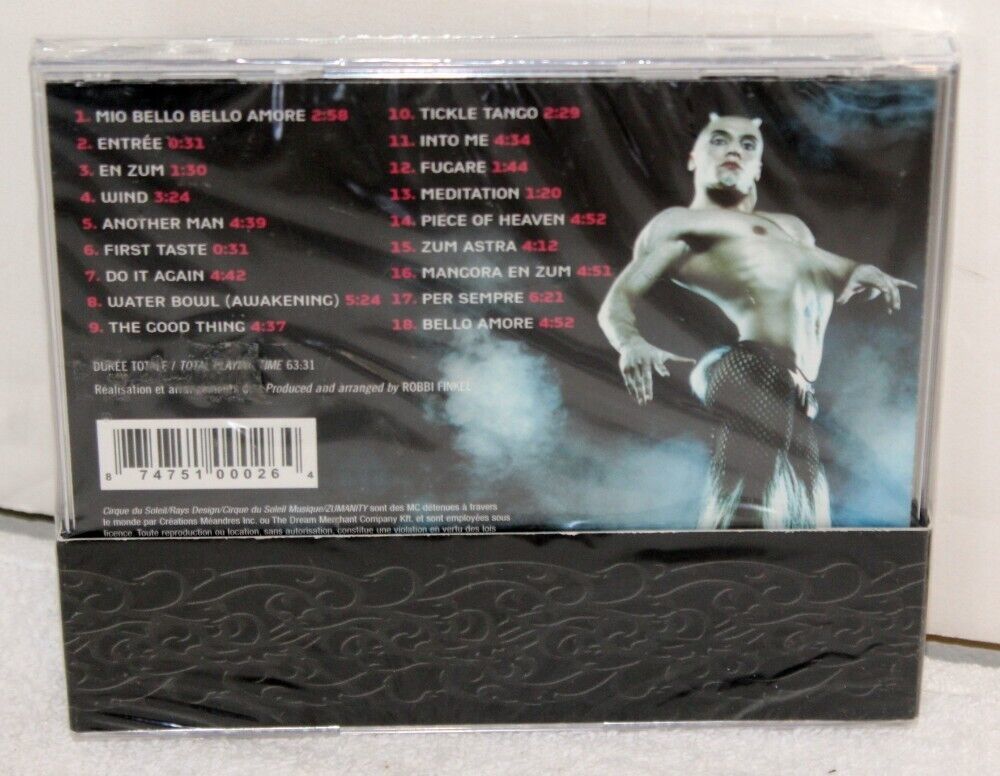 1. MIO BELLO BELLO AMORE 2:58
2. ENTRÉE 0:31
3. EN ZUM 1:30
4. WIND 3:24
5. ANOTHER MAN 4:39
6. FIRST TASTE 0:31
7. DO IT AGAIN 4:42
8. WATER BOWL (AWAKENING) 5:24
9. THE GOOD THING 4:37
10. TICKLE TANGO 2:29
11. INTO ME 4:34
12. FUGARE 1:44
13. MEDITATION 1:20
14. PIECE OF HEAVEN 4:52
15. ZUM ASTRA 4:12
16. MANGORA EN ZUM 4:51
17. PER SEMPRE 6:21
18. BELLO AMORE 4:52
DURÉE TOTALE / TOTAL PLAYING TIME 63:31
Réalisation et arrangements Produced and arranged by ROBBI FINKEL
8 74751 00026 4
Cirque du Soleil/Rays Design/Cirque du Soleil Musique/ZUMANITY sont des MC détenues à travers
le monde par Créations Méandres Inc. ou The Dream Merchant Company Kft. et sont employées sous
licence. Toute reproduction ou location, sans autorisation, constitue une violation en vertu des lois